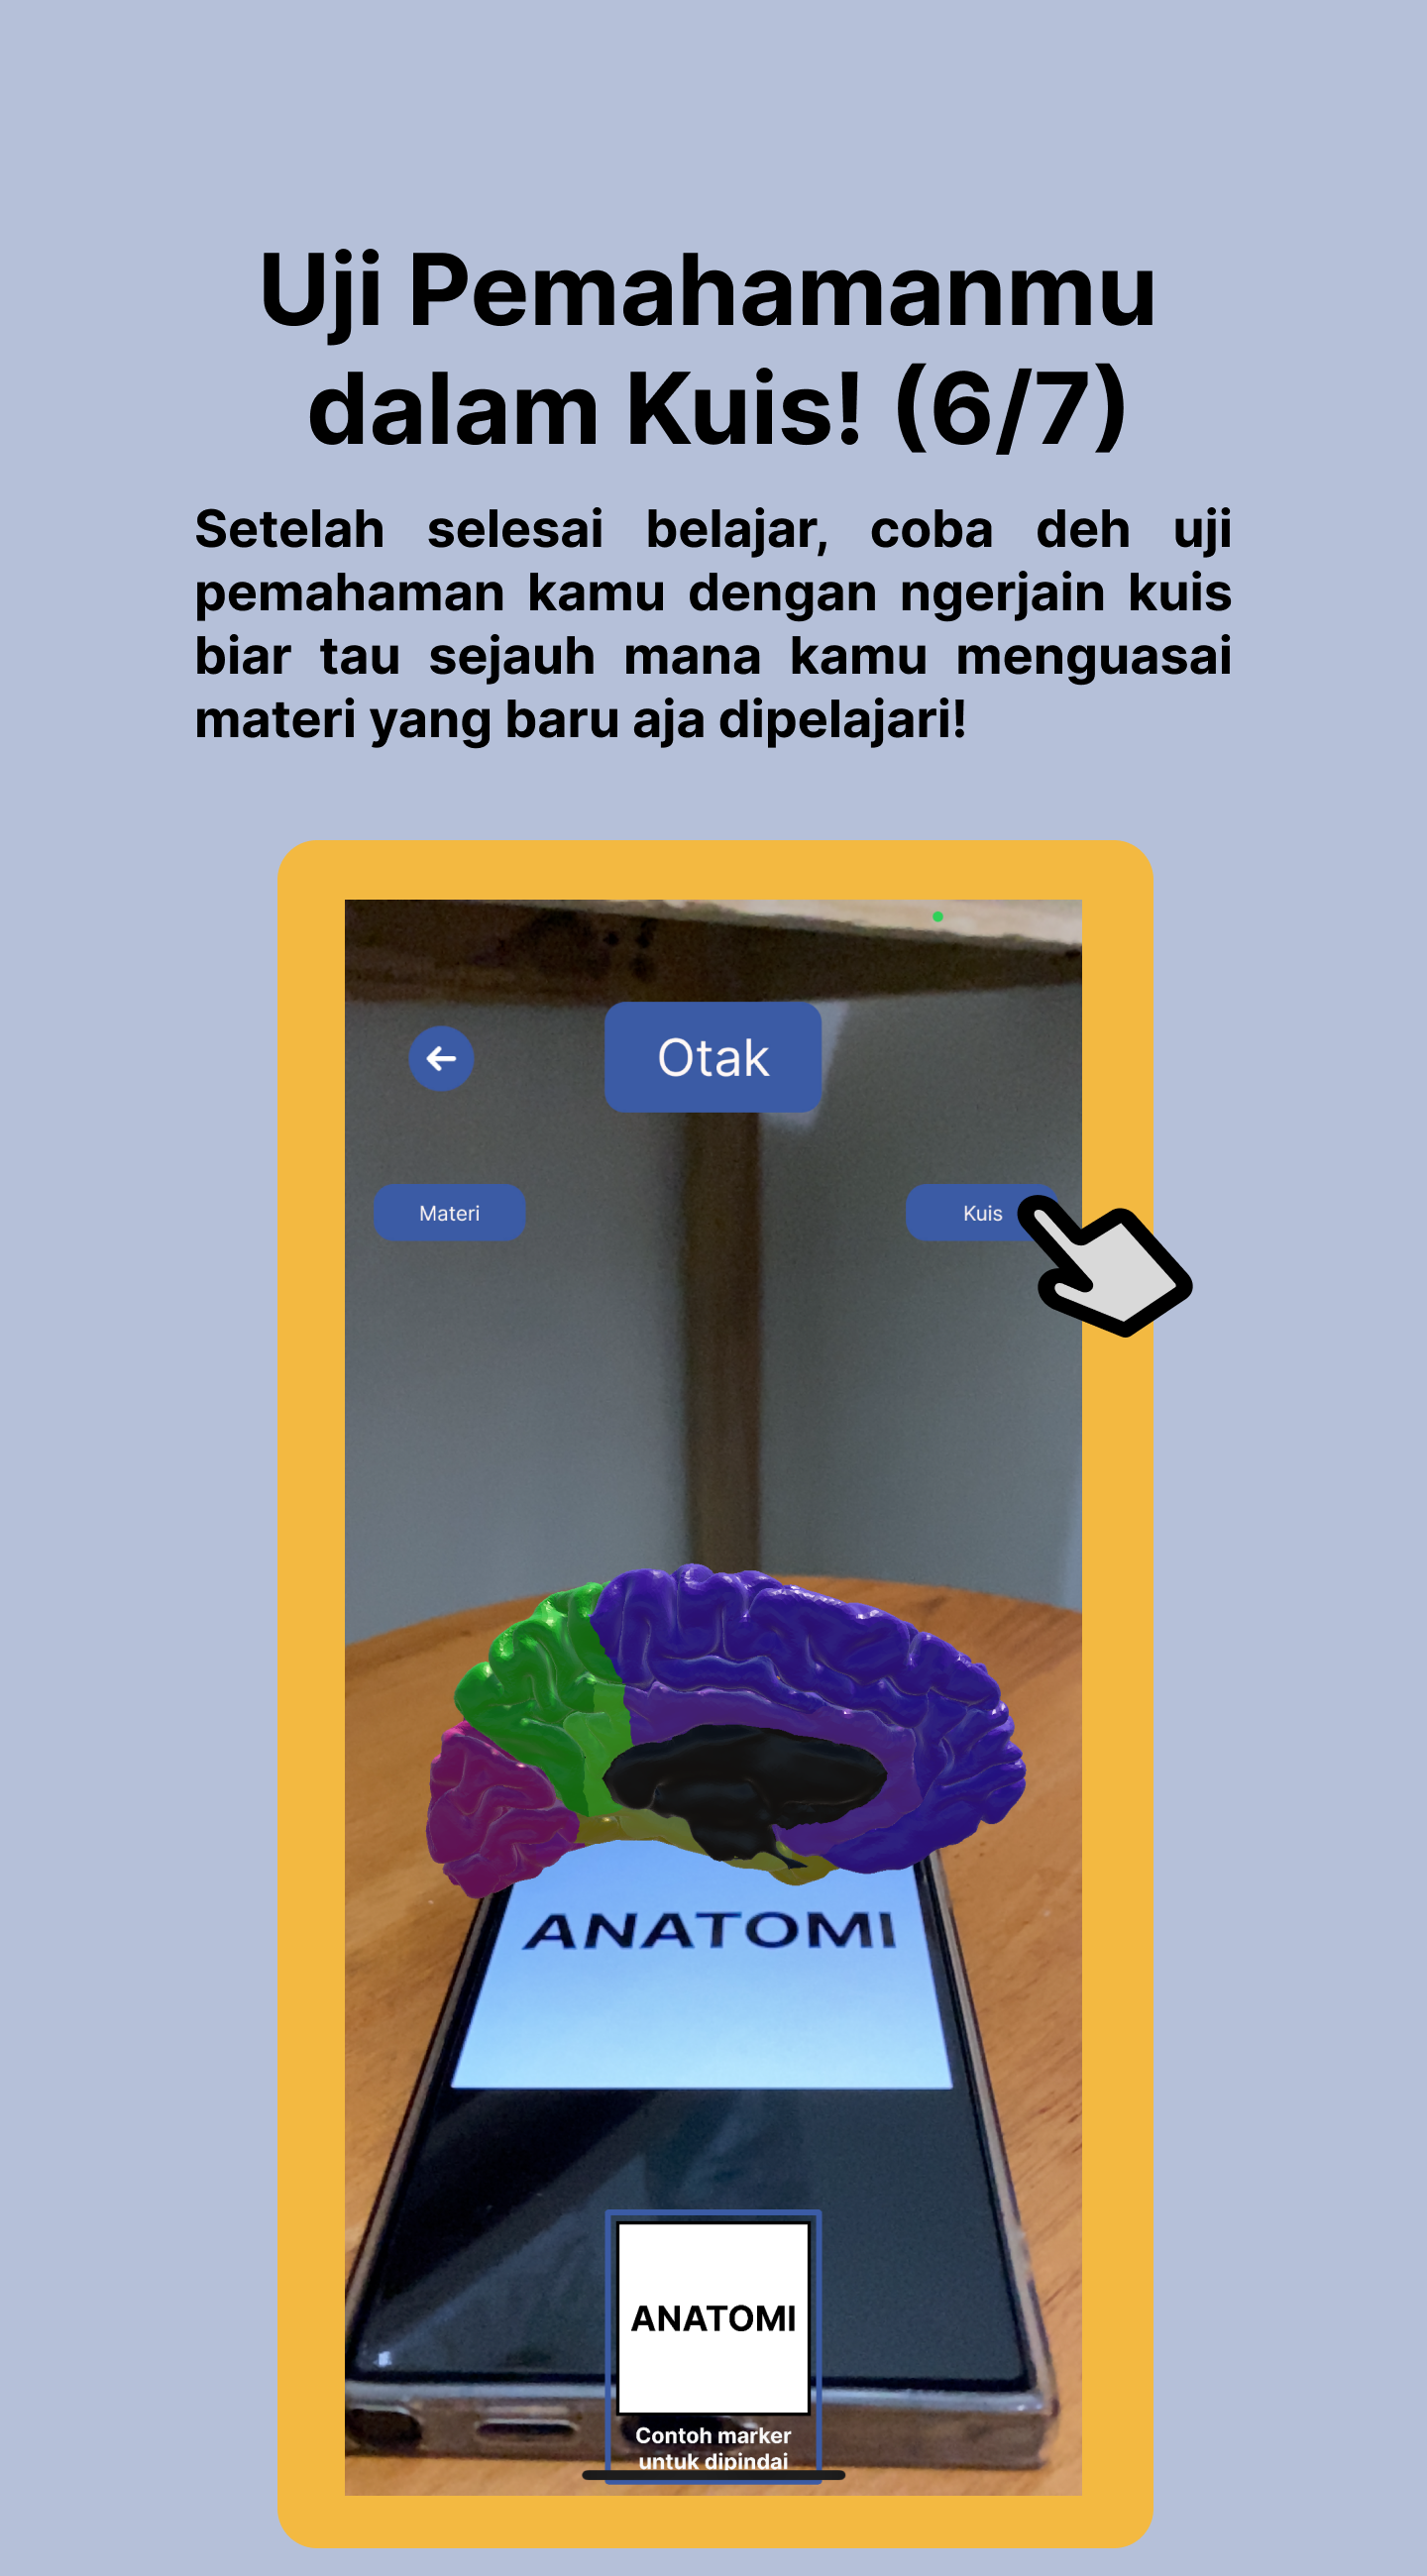 Uji Pemahamanmu
dalam Kuis! (6/7)
Setelah selesai belajar, coba deh uji
pemahaman kamu dengan ngerjain kuis
biar tau sejauh mana kamu menguasai
materi yang baru aja dipelajari!
Otak
Materi
Kuis
ANATOMI
ANATOMI
Contoh marker
untuk dipindai